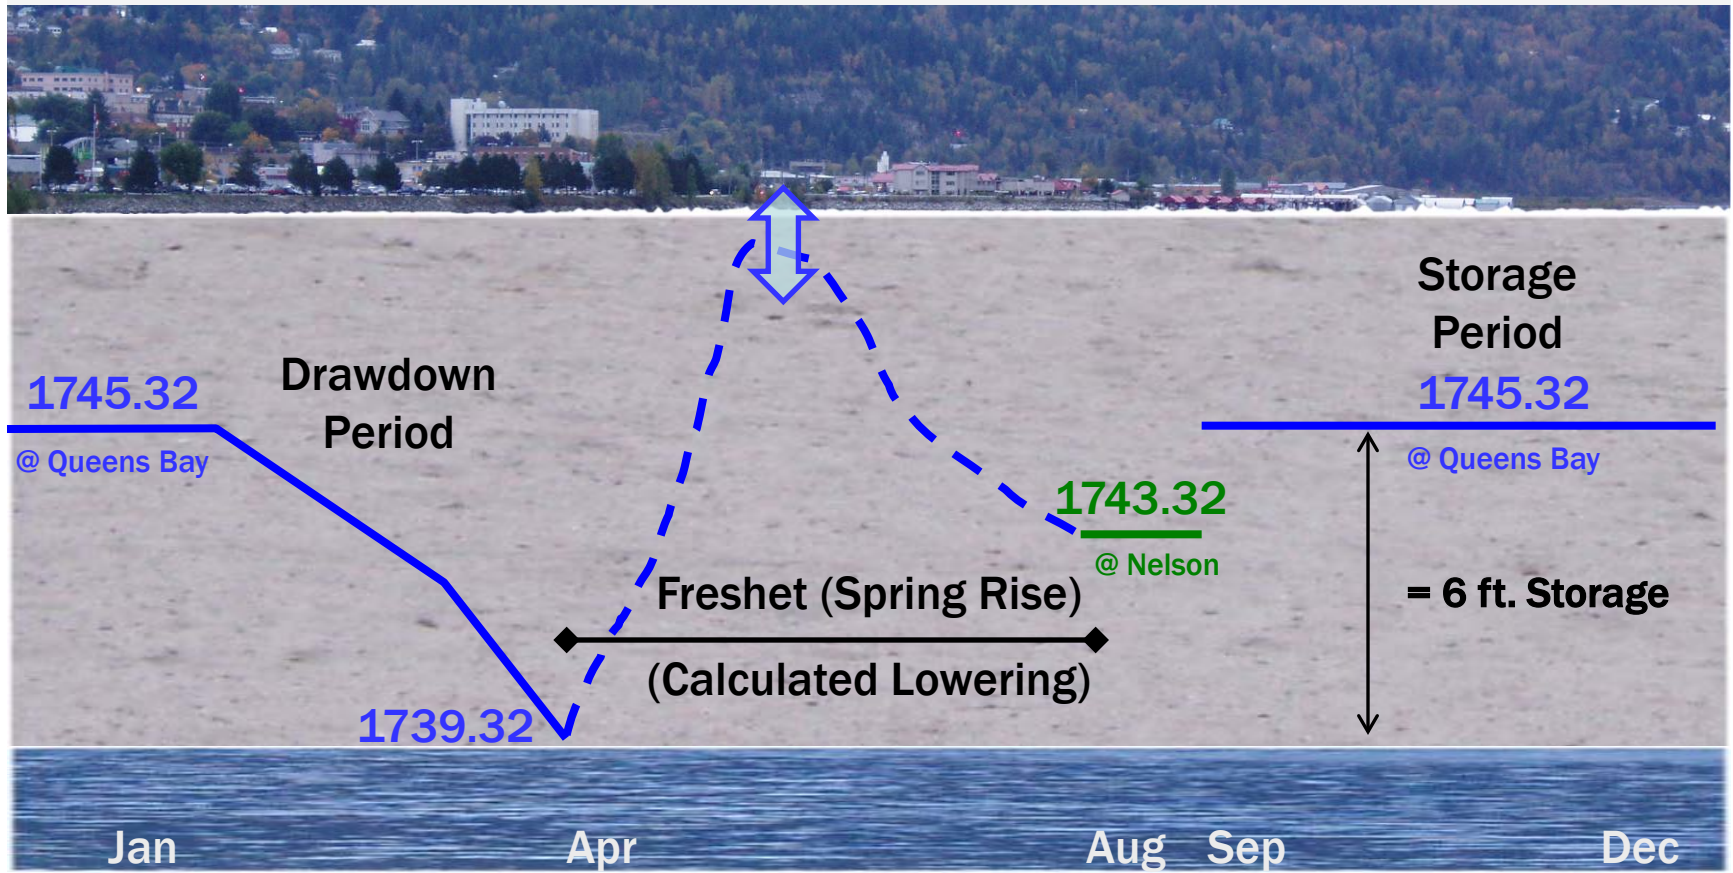 Storage
Period
1745.32
@ Queens Bay
Drawdown
Period
1745.32
@ Queens Bay
1743.32
@ Nelson
Freshet (Spring Rise)
(Calculated Lowering)
= 6 ft. Storage
1739.32
Jan
Apr
Aug
Sep
Dec